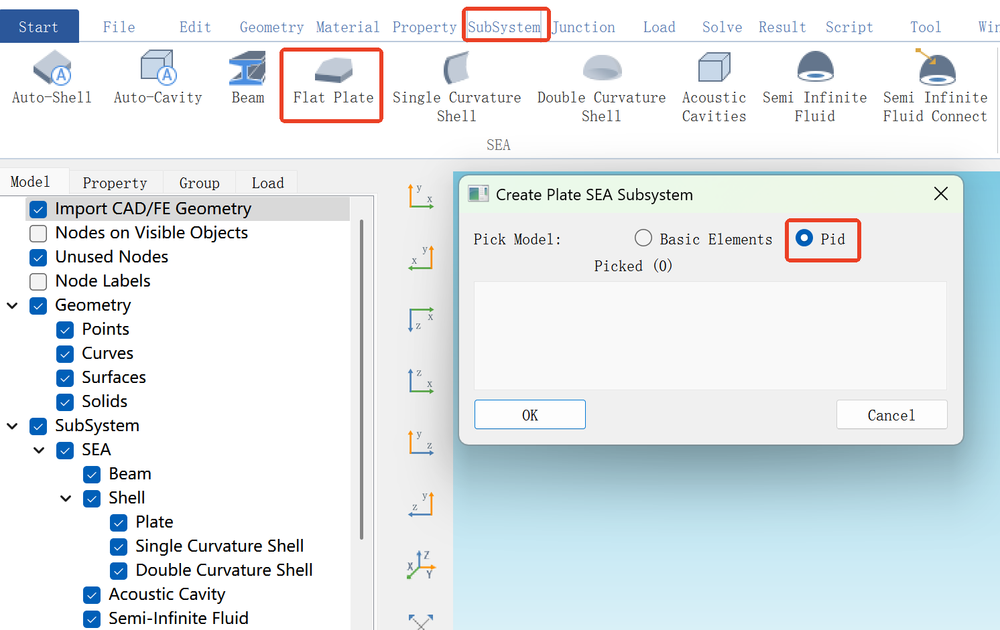 Start File Edit Geometry Material Property SubSystem Junction Load Solve Result Script Tool Win
Auto-Shell Auto-Cavity Beam Flat Plate Single Curvature Shell Double Curvature Shell Acoustic Cavities Semi Infinite Fluid Semi Infinite Fluid Connect
SEA
Model Property Group Load
Import CAD/FE Geometry
Nodes on Visible Objects
Unused Nodes
Node Labels
Geometry
Points
Curves
Surfaces
Solids
SubSystem
SEA
Beam
Shell
Plate
Single Curvature Shell
Double Curvature Shell
Acoustic Cavity
Semi-Infinite Fluid
y x
y x
x z
z x
y z
y z
Z X Y
Create Plate SEA Subsystem
Pick Model: Basic Elements Pid
Picked (0)
OK Cancel